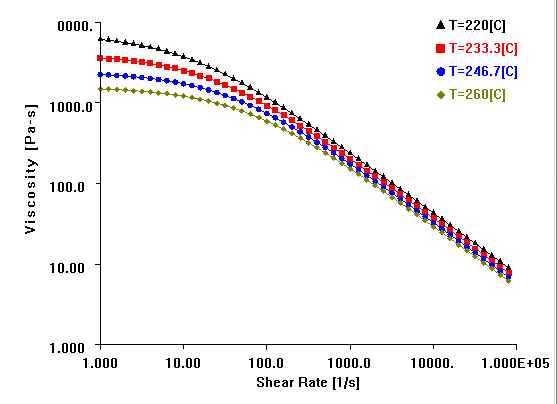 0000.
1000.0
100.0
10.00
1.000
Viscosity [Pa-s]
T=220[C]
T=233.3[C]
T=246.7[C]
T=260[C]
1.000 10.00 100.0 1000.0 10000. 1.000E+05
Shear Rate [1/s]